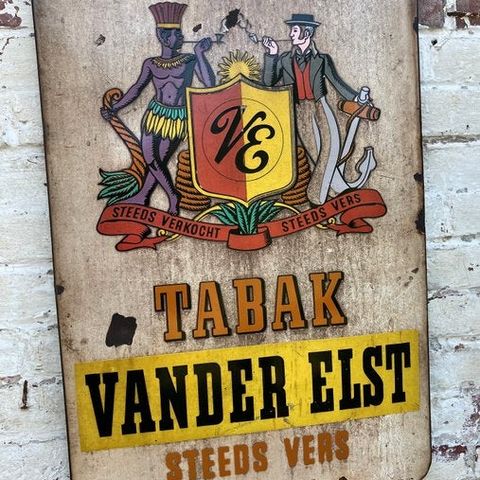 VE
STEEDS VERKOCHT STEEDS VERS
TABAK
VANDER ELST
STEEDS VERS